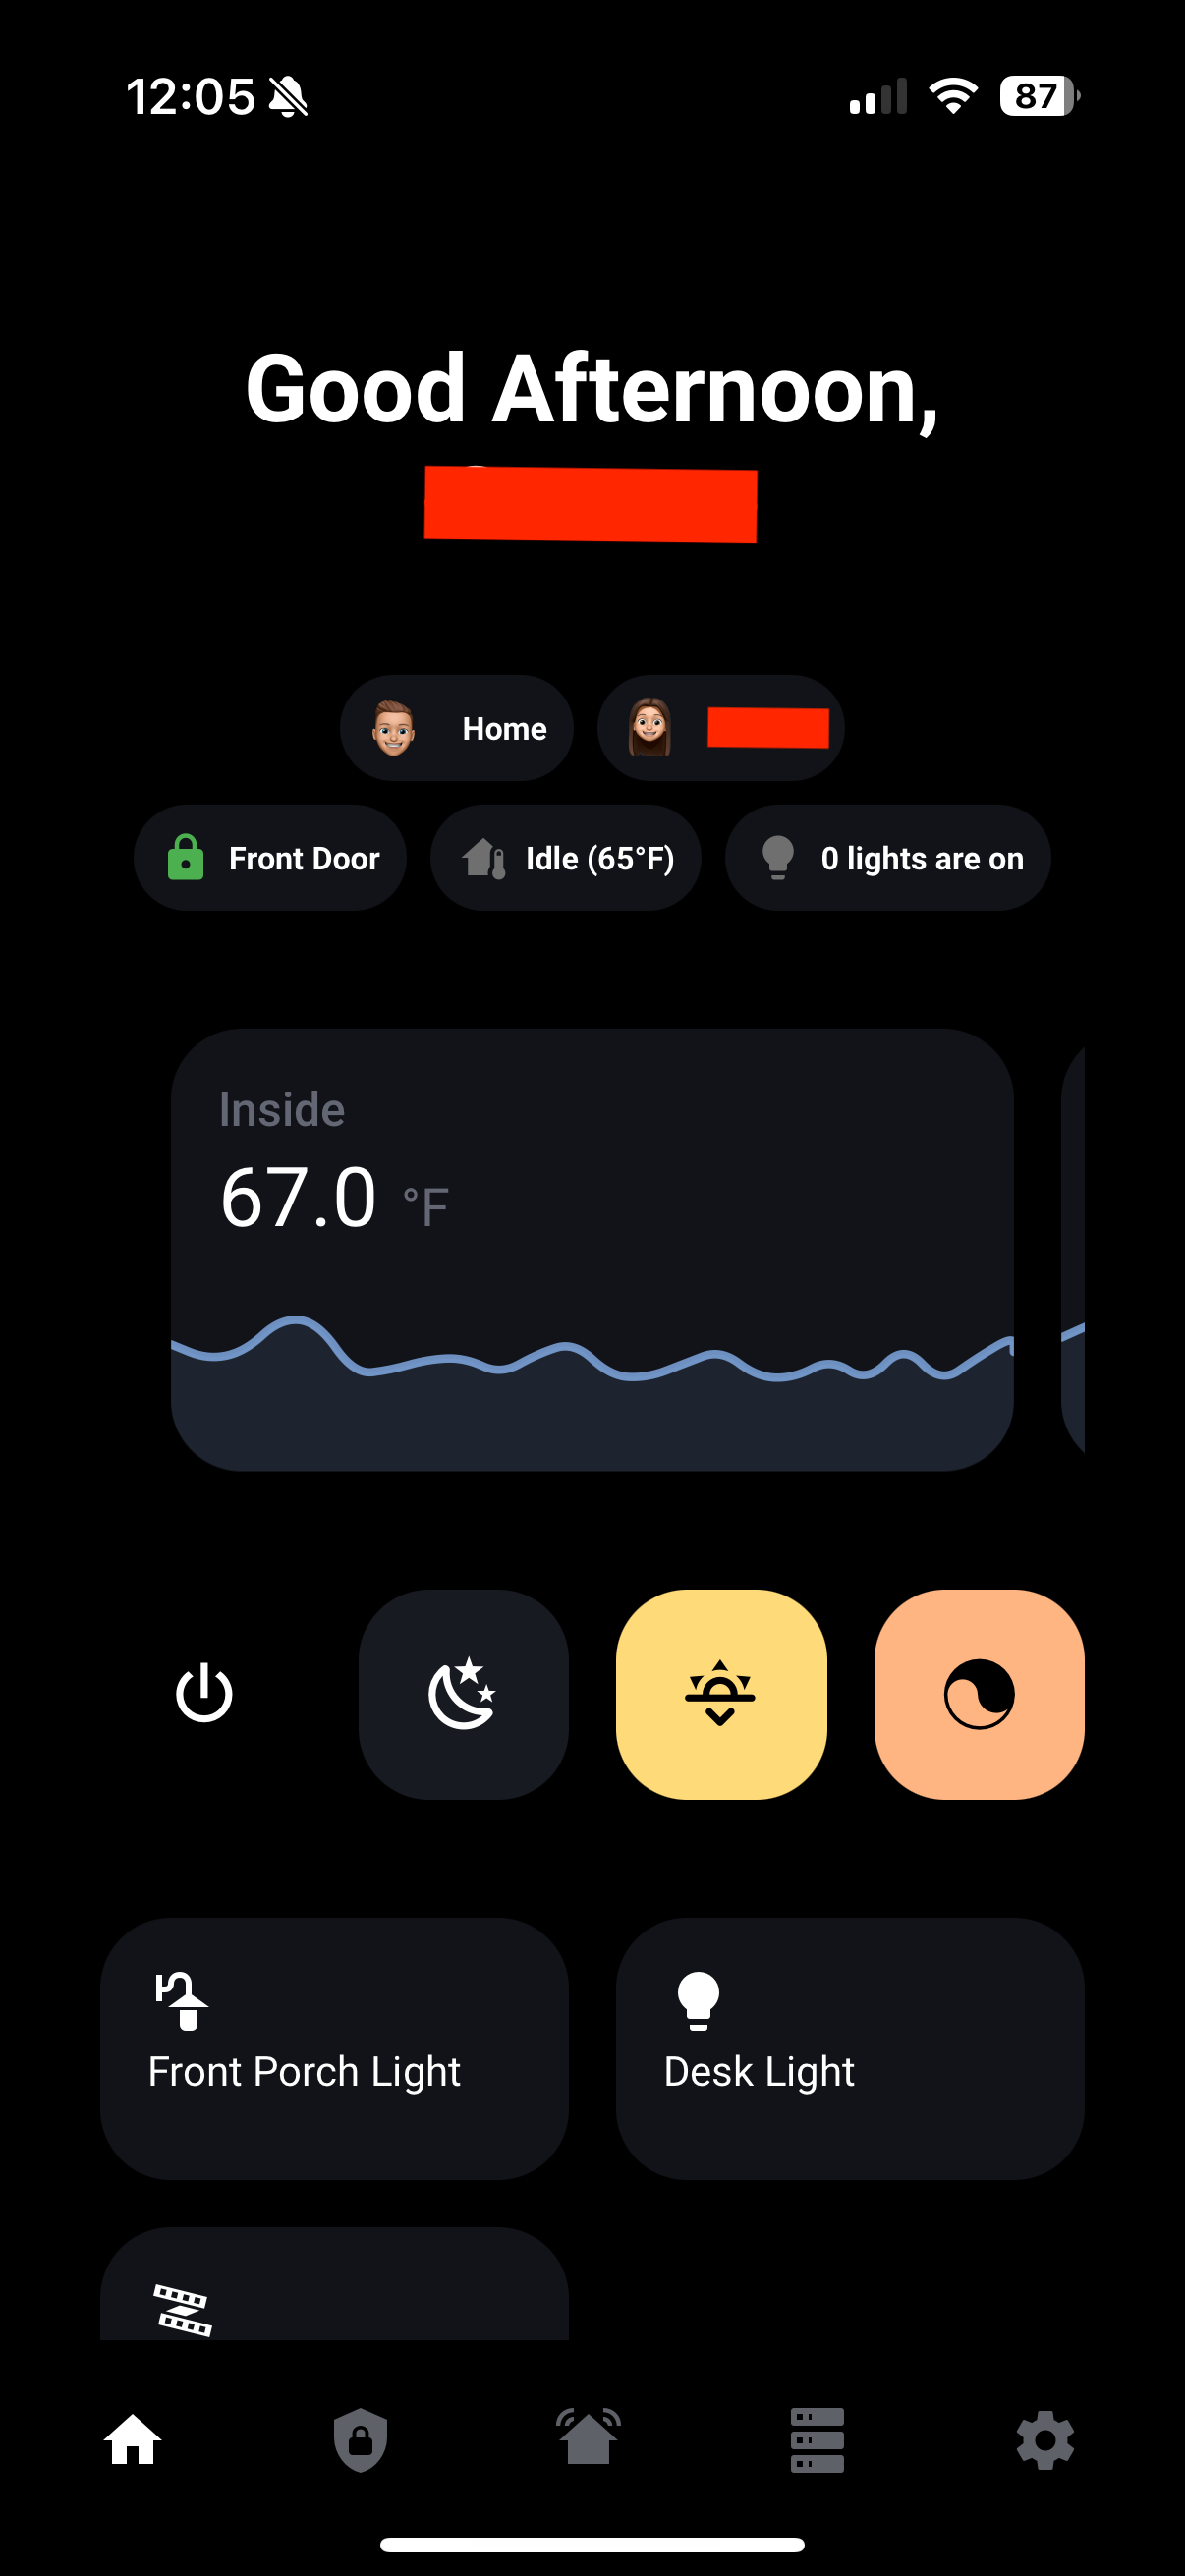 12:05 87
Good Afternoon,
Home
Front Door Idle (65°F) 0 lights are on
Inside
67.0 °F
Front Porch Light Desk Light